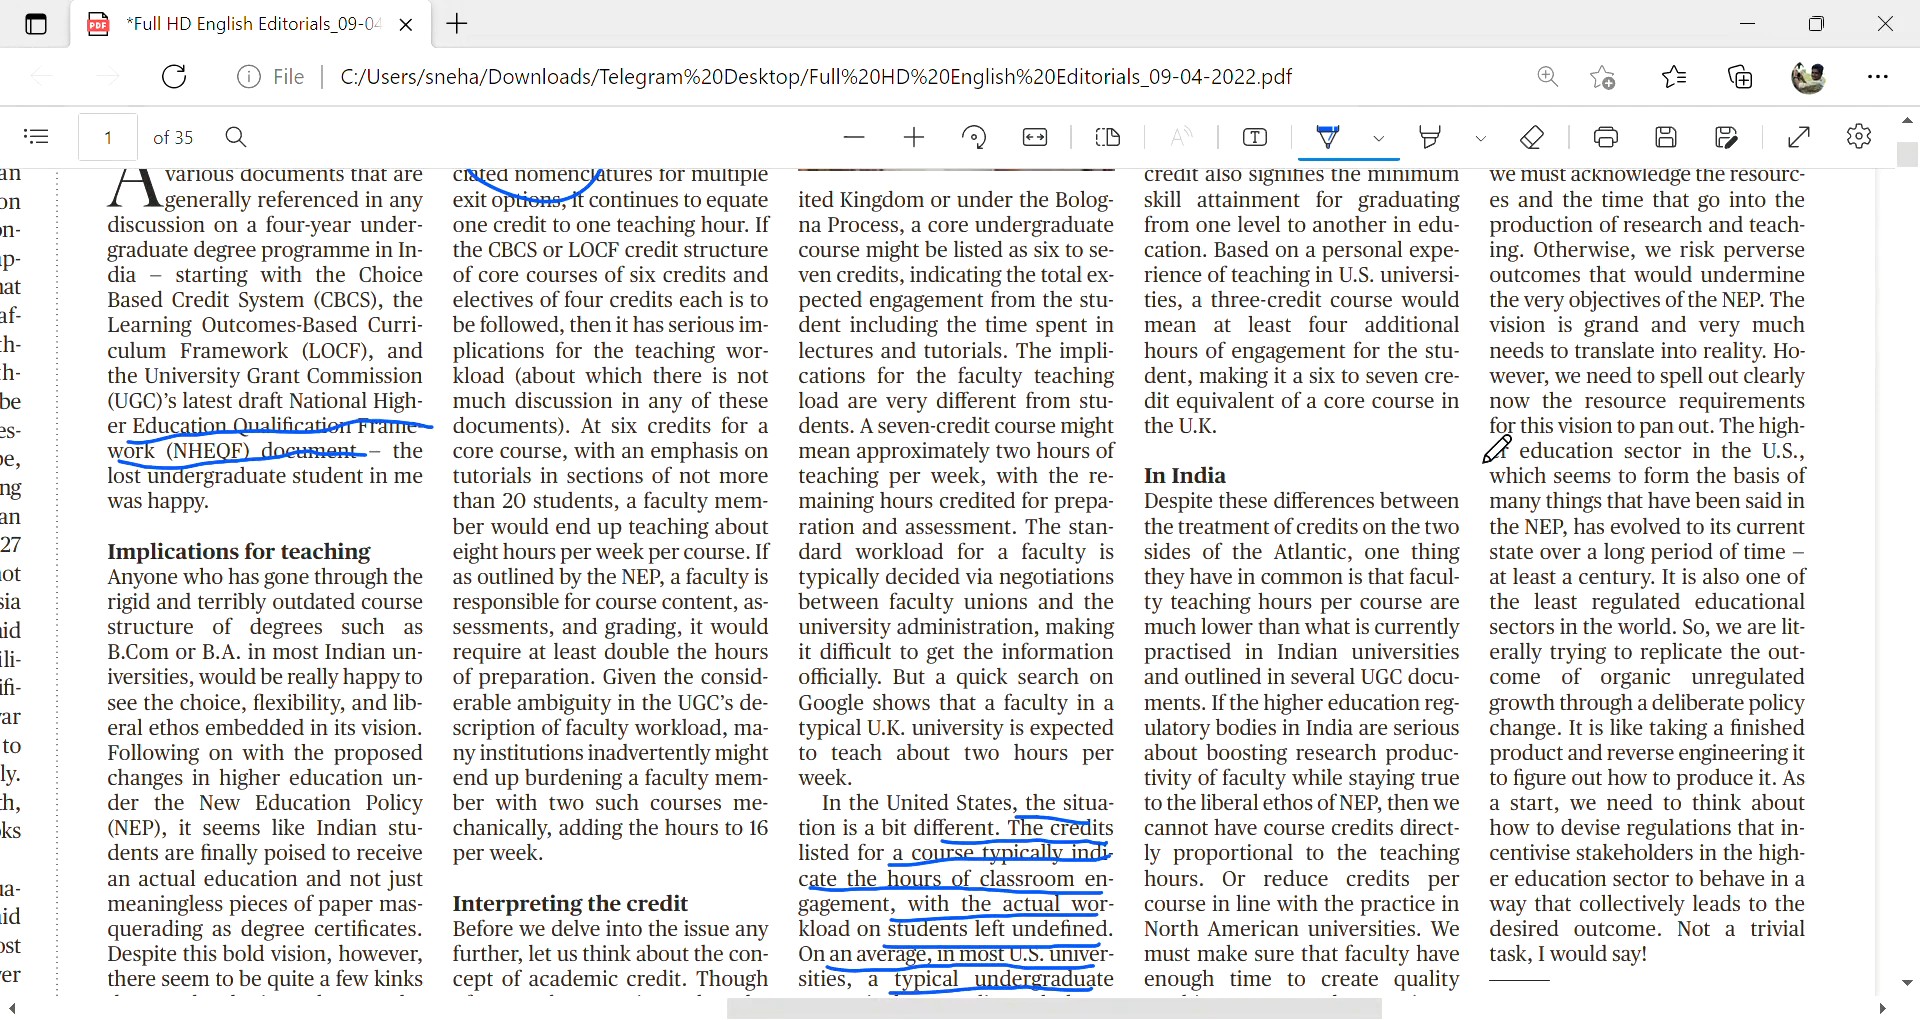 *Full HD English Editorials_09-04
File
C:/Users/sneha/Downloads/Telegram%20Desktop/Full%20HD%20English%20Editorials_09-04-2022.pdf
1 of 35
an
on
on-
ap-
hat
af-
th-
th-
be
es-
pe,
ng
an
27
not
sia
aid
ili-
ifi-
ar
to
ly.
th,
ks
ua-
aid
ost
er
A various documents that are
generally referenced in any
discussion on a four-year under-
graduate degree programme in In-
dia – starting with the Choice
Based Credit System (CBCS), the
Learning Outcomes-Based Curri-
culum Framework (LOCF), and
the University Grant Commission
(UGC)'s latest draft National High-
er Education Qualification Frame-
work (NHEQF) document – the
lost undergraduate student in me
was happy.
Implications for teaching
Anyone who has gone through the
rigid and terribly outdated course
structure of degrees such as
B.Com or B.A. in most Indian un-
iversities, would be really happy to
see the choice, flexibility, and lib-
eral ethos embedded in its vision.
Following on with the proposed
changes in higher education un-
der the New Education Policy
(NEP), it seems like Indian stu-
dents are finally poised to receive
an actual education and not just
meaningless pieces of paper mas-
querading as degree certificates.
Despite this bold vision, however,
there seem to be quite a few kinks
ciated nomenclatures for multiple
exit options, it continues to equate
one credit to one teaching hour. If
the CBCS or LOCF credit structure
of core courses of six credits and
electives of four credits each is to
be followed, then it has serious im-
plications for the teaching wor-
kload (about which there is not
much discussion in any of these
documents). At six credits for a
core course, with an emphasis on
tutorials in sections of not more
than 20 students, a faculty mem-
ber would end up teaching about
eight hours per week per course. If
as outlined by the NEP, a faculty is
responsible for course content, as-
sessments, and grading, it would
require at least double the hours
of preparation. Given the consid-
erable ambiguity in the UGC's de-
scription of faculty workload, ma-
ny institutions inadvertently might
end up burdening a faculty mem-
ber with two such courses me-
chanically, adding the hours to 16
per week.
Interpreting the credit
Before we delve into the issue any
further, let us think about the con-
cept of academic credit. Though
ited Kingdom or under the Bolog-
na Process, a core undergraduate
course might be listed as six to se-
ven credits, indicating the total ex-
pected engagement from the stu-
dent including the time spent in
lectures and tutorials. The impli-
cations for the faculty teaching
load are very different from stu-
dents. A seven-credit course might
mean approximately two hours of
teaching per week, with the re-
maining hours credited for prepa-
ration and assessment. The stan-
dard workload for a faculty is
typically decided via negotiations
between faculty unions and the
university administration, making
it difficult to get the information
officially. But a quick search on
Google shows that a faculty in a
typical U.K. university is expected
to teach about two hours per
week.
In the United States, the situa-
tion is a bit different. The credits
listed for a course typically indi-
cate the hours of classroom en-
gagement, with the actual wor-
kload on students left undefined.
On an average, in most U.S. univer-
sities, a typical undergraduate
credit also signifies the minimum
skill attainment for graduating
from one level to another in edu-
cation. Based on a personal expe-
rience of teaching in U.S. universi-
ties, a three-credit course would
mean at least four additional
hours of engagement for the stu-
dent, making it a six to seven cre-
dit equivalent of a core course in
the U.K.
In India
Despite these differences between
the treatment of credits on the two
sides of the Atlantic, one thing
they have in common is that facul-
ty teaching hours per course are
much lower than what is currently
practised in Indian universities
and outlined in several UGC docu-
ments. If the higher education reg-
ulatory bodies in India are serious
about boosting research produc-
tivity of faculty while staying true
to the liberal ethos of NEP, then we
cannot have course credits direct-
ly proportional to the teaching
hours. Or reduce credits per
course in line with the practice in
North American universities. We
must make sure that faculty have
enough time to create quality
we must acknowledge the resourc-
es and the time that go into the
production of research and teach-
ing. Otherwise, we risk perverse
outcomes that would undermine
the very objectives of the NEP. The
vision is grand and very much
needs to translate into reality. Ho-
wever, we need to spell out clearly
now the resource requirements
for this vision to pan out. The high-
er education sector in the U.S.,
which seems to form the basis of
many things that have been said in
the NEP, has evolved to its current
state over a long period of time –
at least a century. It is also one of
the least regulated educational
sectors in the world. So, we are lit-
erally trying to replicate the out-
come of organic unregulated
growth through a deliberate policy
change. It is like taking a finished
product and reverse engineering it
to figure out how to produce it. As
a start, we need to think about
how to devise regulations that in-
centivise stakeholders in the high-
er education sector to behave in a
way that collectively leads to the
desired outcome. Not a trivial
task, I would say!